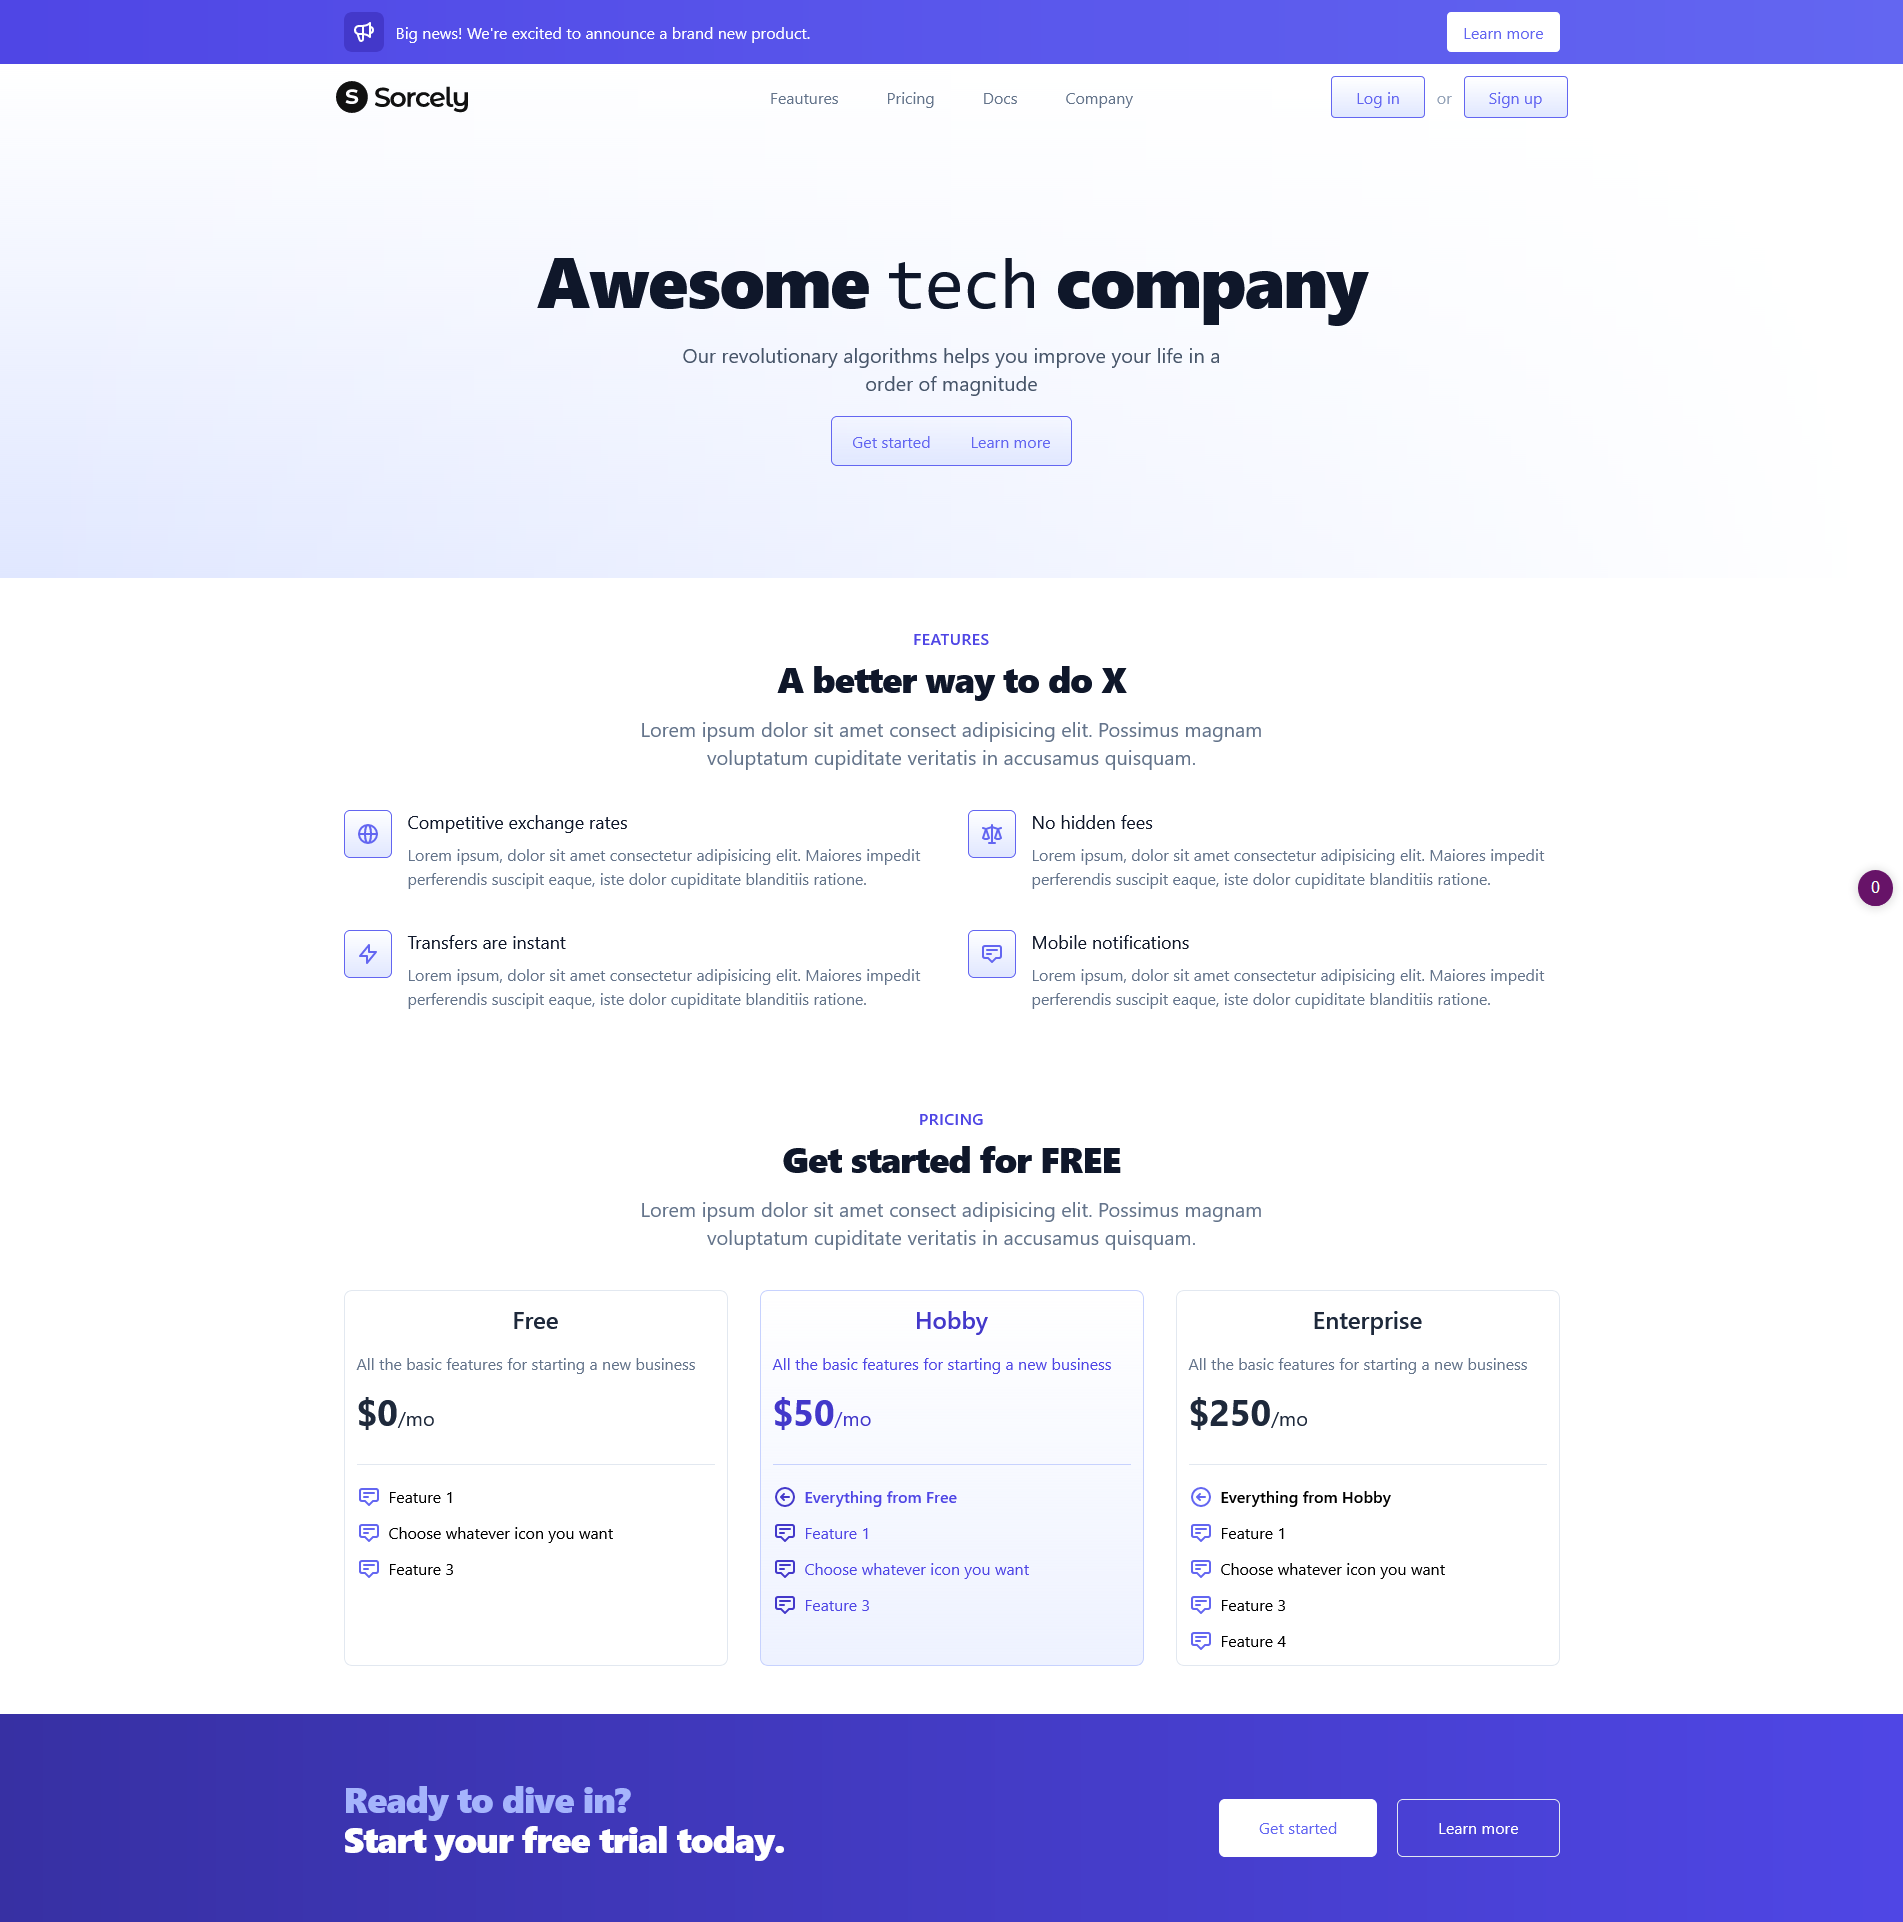 Big news! We're excited to announce a brand new product.
Learn more
S Sorcely
Feautures
Pricing
Docs
Company
Log in
or
Sign up
Awesome tech company
Our revolutionary algorithms helps you improve your life in a
order of magnitude
Get started
Learn more
FEATURES
A better way to do X
Lorem ipsum dolor sit amet consect adipisicing elit. Possimus magnam
voluptatum cupiditate veritatis in accusamus quisquam.
Competitive exchange rates
Lorem ipsum, dolor sit amet consectetur adipisicing elit. Maiores impedit
perferendis suscipit eaque, iste dolor cupiditate blanditiis ratione.
No hidden fees
Lorem ipsum, dolor sit amet consectetur adipisicing elit. Maiores impedit
perferendis suscipit eaque, iste dolor cupiditate blanditiis ratione.
0
Transfers are instant
Lorem ipsum, dolor sit amet consectetur adipisicing elit. Maiores impedit
perferendis suscipit eaque, iste dolor cupiditate blanditiis ratione.
Mobile notifications
Lorem ipsum, dolor sit amet consectetur adipisicing elit. Maiores impedit
perferendis suscipit eaque, iste dolor cupiditate blanditiis ratione.
PRICING
Get started for FREE
Lorem ipsum dolor sit amet consect adipisicing elit. Possimus magnam
voluptatum cupiditate veritatis in accusamus quisquam.
Free
All the basic features for starting a new business
$0/mo
Feature 1
Choose whatever icon you want
Feature 3
Hobby
All the basic features for starting a new business
$50/mo
Everything from Free
Feature 1
Choose whatever icon you want
Feature 3
Enterprise
All the basic features for starting a new business
$250/mo
Everything from Hobby
Feature 1
Choose whatever icon you want
Feature 3
Feature 4
Ready to dive in?
Start your free trial today.
Get started
Learn more